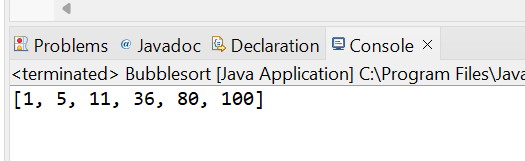 Problems @ Javadoc Declaration Console
<terminated> Bubblesort [Java Application] C:\Program Files\Java
[1, 5, 11, 36, 80, 100]